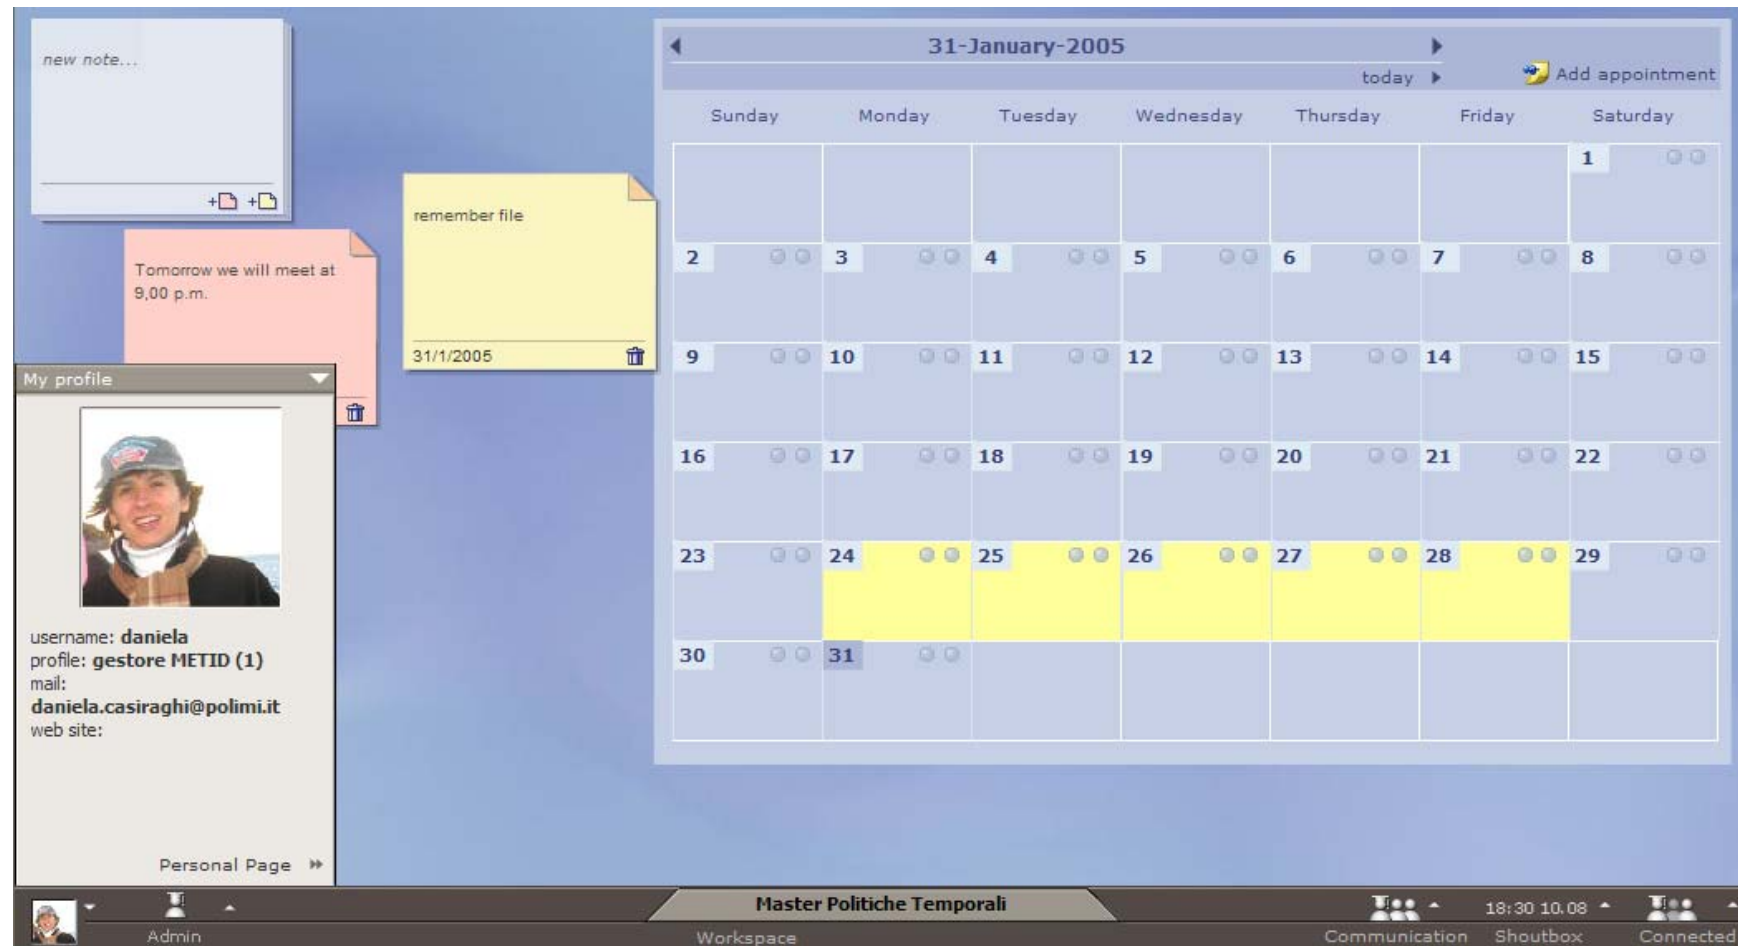 new note...
+ +
Tomorrow we will meet at
9,00 p.m.
remember file
31/1/2005
31-January-2005
today
Add appointment
Sunday Monday Tuesday Wednesday Thursday Friday Saturday
1
2 3 4 5 6 7 8
9 10 11 12 13 14 15
16 17 18 19 20 21 22
23 24 25 26 27 28 29
30 31
My profile
username: daniela
profile: gestore METID (1)
mail:
daniela.casiraghi@polimi.it
web site:
Personal Page
Admin
Master Politiche Temporali
Workspace
Communication
18:30 10.08
Shoutbox
Connected